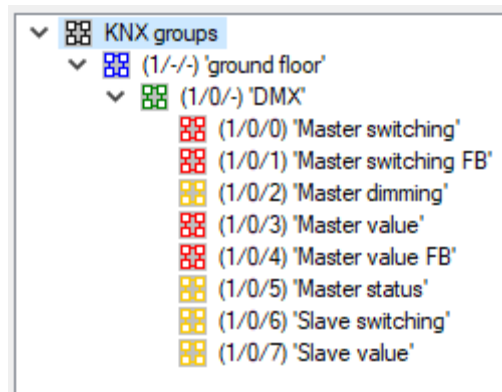 KNX groups
(1/-/-) 'ground floor'
(1/0/-) 'DMX'
(1/0/0) 'Master switching'
(1/0/1) 'Master switching FB'
(1/0/2) 'Master dimming'
(1/0/3) 'Master value'
(1/0/4) 'Master value FB'
(1/0/5) 'Master status'
(1/0/6) 'Slave switching'
(1/0/7) 'Slave value'